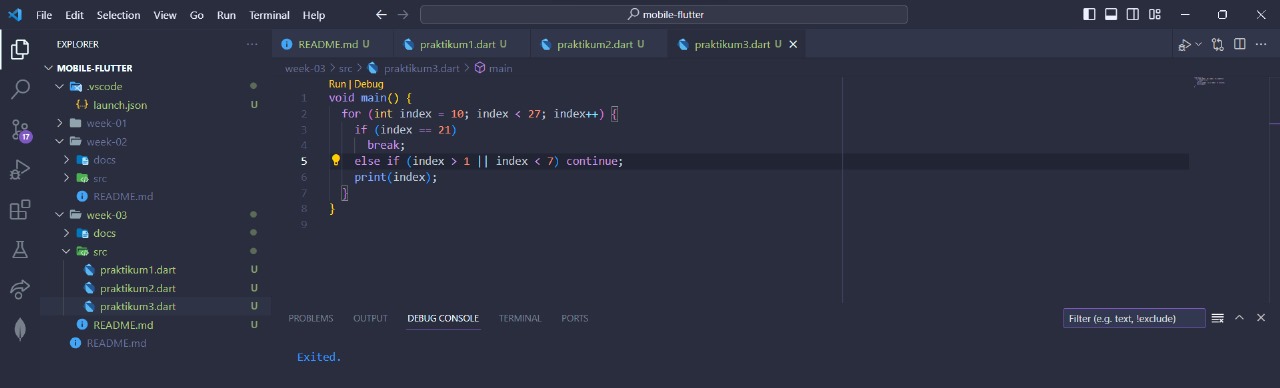 File Edit Selection View Go Run Terminal Help
mobile-flutter
EXPLORER
MOBILE-FLUTTER
.vscode
launch.json U
week-01
week-02
docs
src
README.md
week-03
docs
src
praktikum1.dart U
praktikum2.dart U
praktikum3.dart U
README.md U
README.md
17
README.md U praktikum1.dart U praktikum2.dart U praktikum3.dart U
week-03 > src > praktikum3.dart > main
Run | Debug
1 void main() {
2 for (int index = 10; index < 27; index++) {
3 if (index == 21)
4 break;
5 else if (index > 1 || index < 7) continue;
6 print(index);
7 }
8 }
9
PROBLEMS OUTPUT DEBUG CONSOLE TERMINAL PORTS
Filter (e.g. text, !exclude)
Exited.